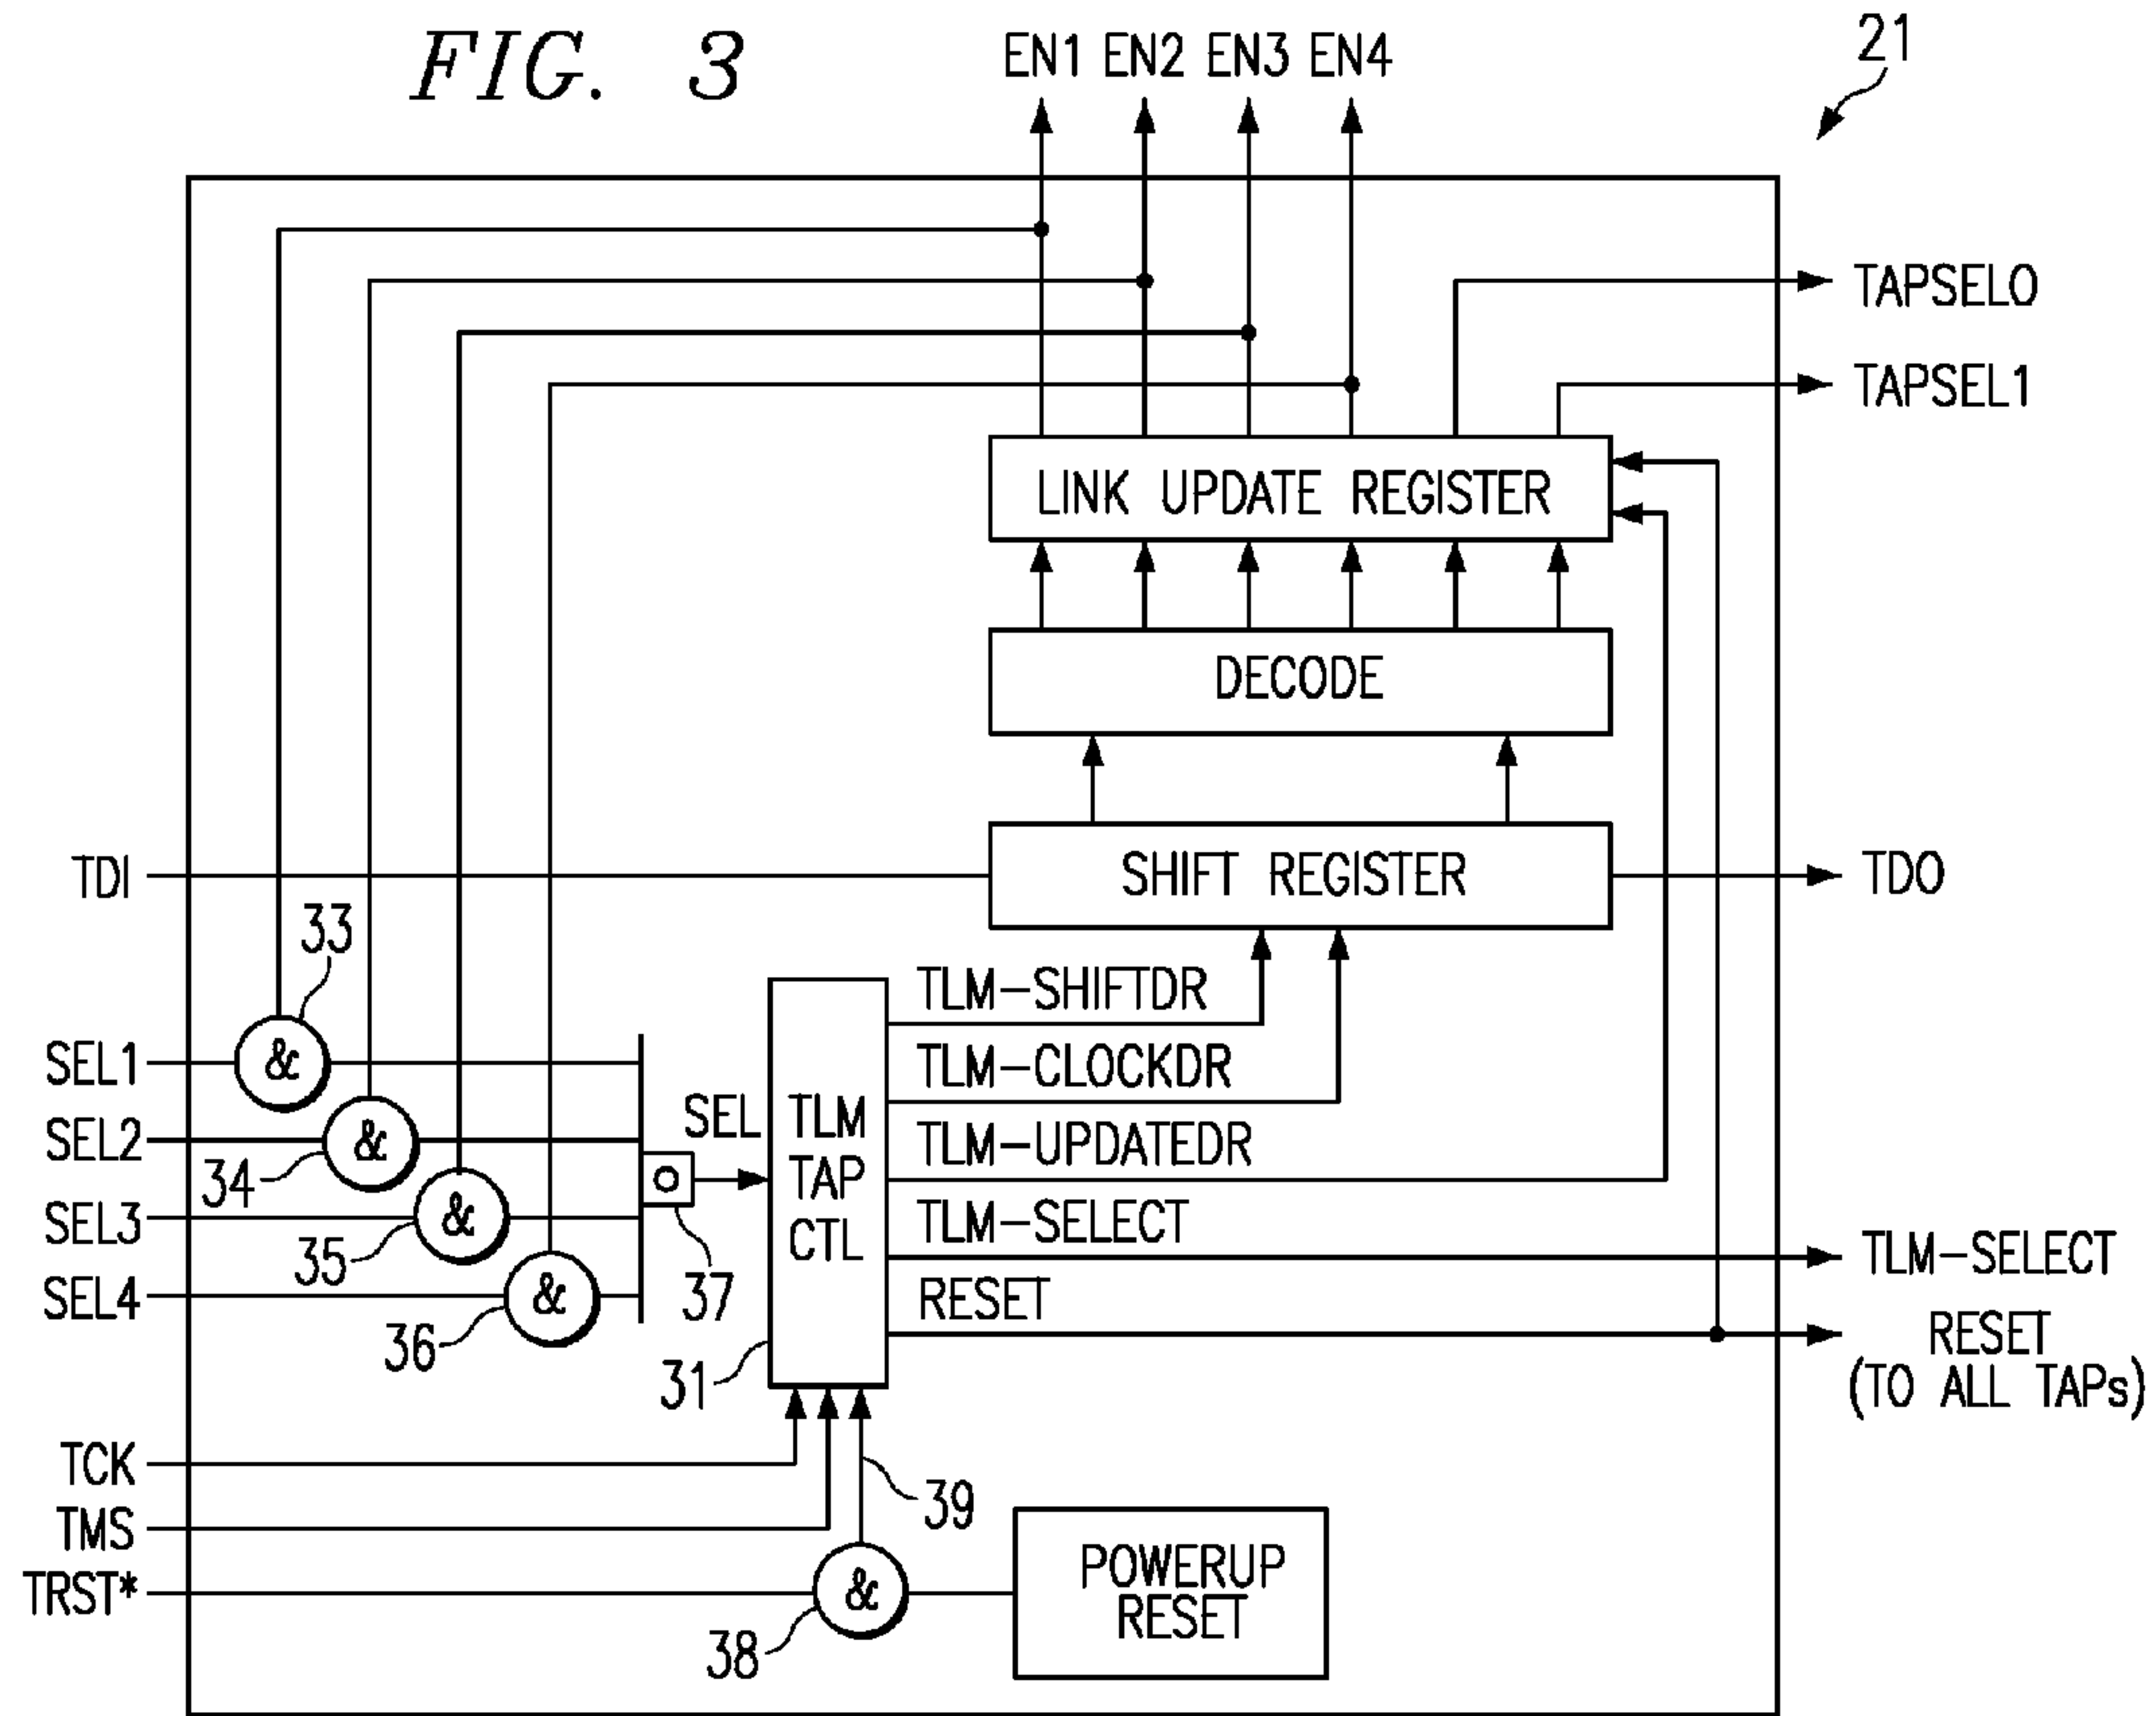 FIG. 3
EN1 EN2 EN3 EN4
21
TAPSEL0
TAPSEL1
LINK UPDATE REGISTER
DECODE
TDI
SHIFT REGISTER
TDO
33
TLM-SHIFTDR
SEL1
&
TLM-CLOCKDR
SEL2
&
34
SEL
TLM
TAP
CTL
TLM-UPDATEDR
SEL3
&
35
TLM-SELECT
TLM-SELECT
SEL4
&
36
37
31
RESET
RESET
(TO ALL TAPs)
TCK
39
TMS
TRST*
&
38
POWERUP
RESET